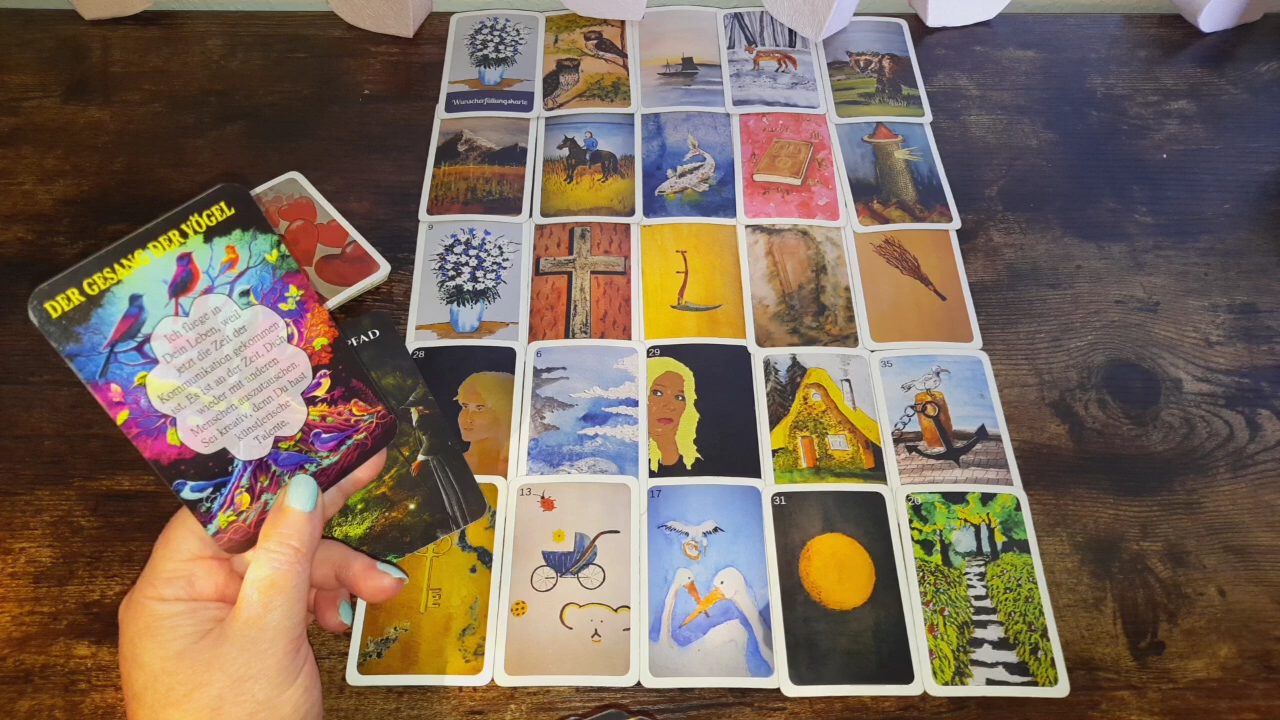 Wunscherfüllungskarte
9
28
6
29
35
13
17
31
20
DER GESANG DER VÖGEL
Ich fliege in
Dein Leben, weil
jetzt die Zeit der
Kommunikation gekommen
ist. Es ist an der Zeit, Dich
wieder mit anderen
Menschen auszutauschen.
Sei kreativ, denn Du hast
künstlerische
Talente.
PFAD